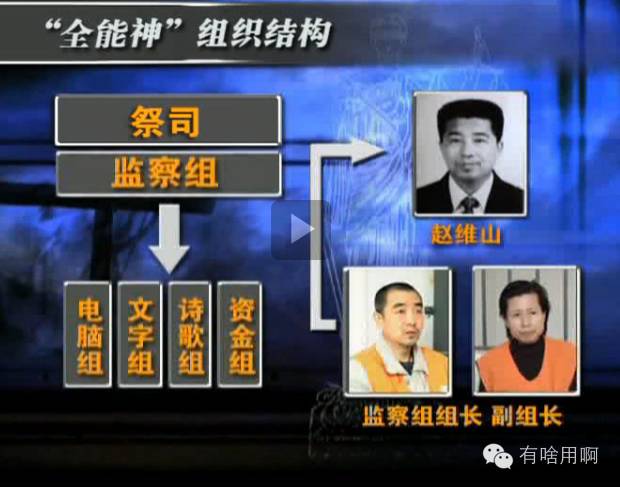 “全能神”组织结构
祭司
监察组
赵维山
电脑组
文字组
诗歌组
资金组
监察组组长 副组长
有啥用啊